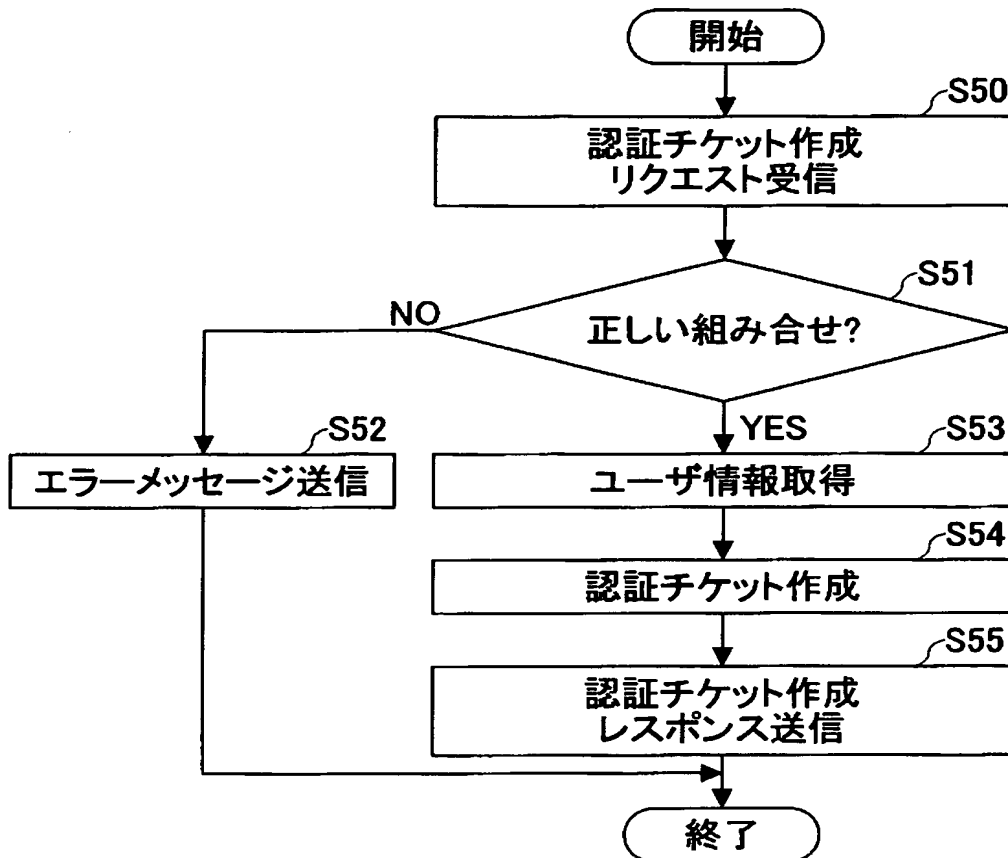 開始
S50
認証チケット作成
リクエスト受信
S51
正しい組み合せ?
NO
YES
S52
エラーメッセージ送信
S53
ユーザ情報取得
S54
認証チケット作成
S55
認証チケット作成
レスポンス送信
終了